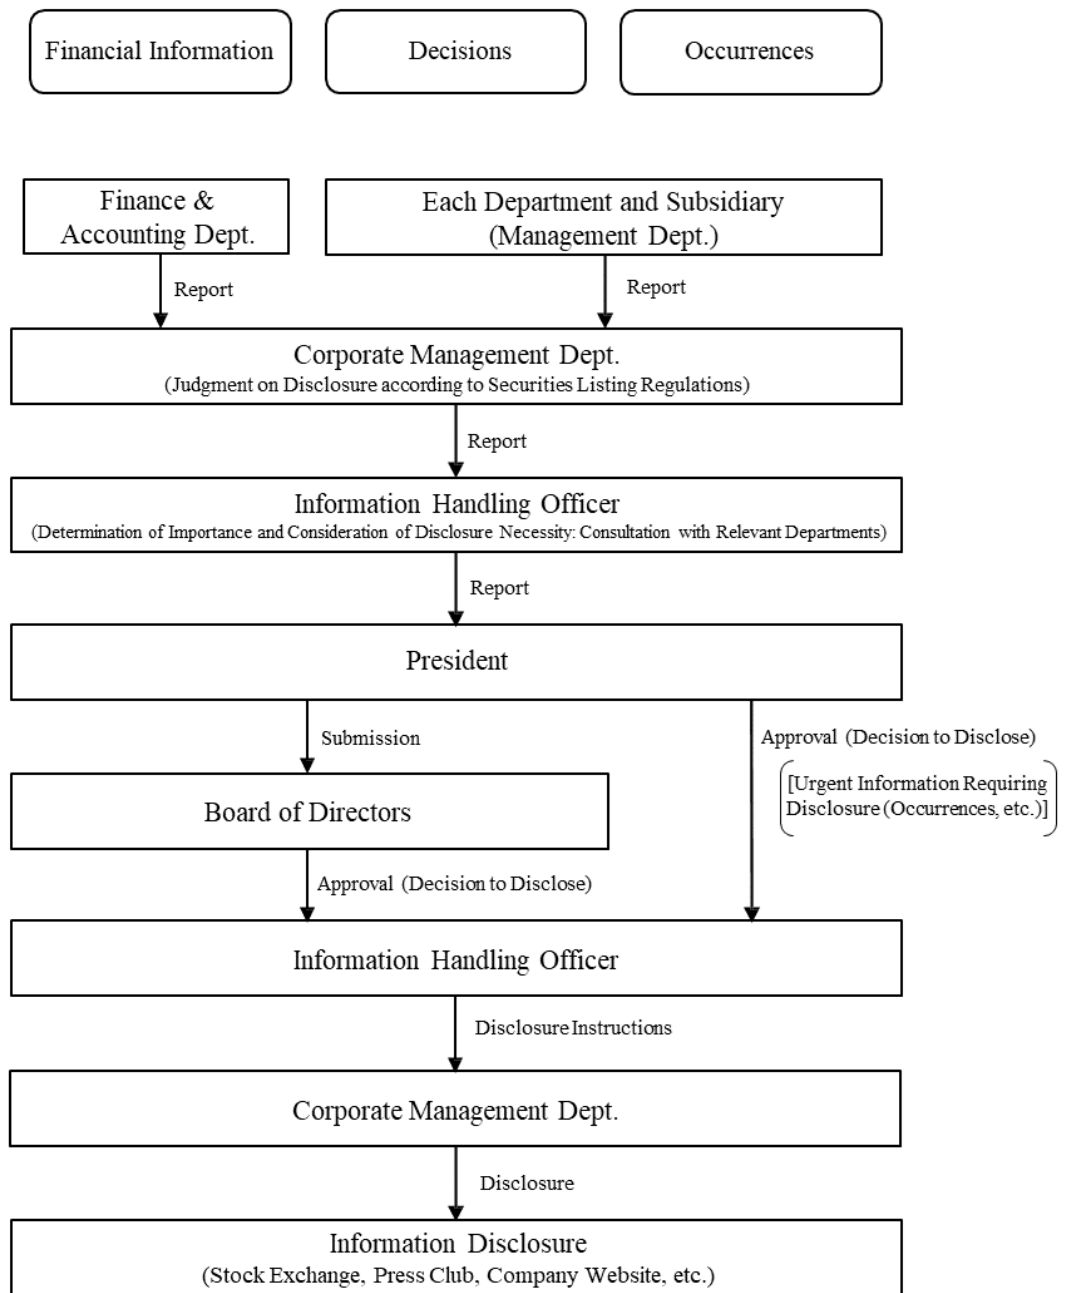 Financial Information
Decisions
Occurrences
Finance &
Accounting Dept.
Each Department and Subsidiary
(Management Dept.)
Report
Report
Corporate Management Dept.
(Judgment on Disclosure according to Securities Listing Regulations)
Report
Information Handling Officer
(Determination of Importance and Consideration of Disclosure Necessity: Consultation with Relevant Departments)
Report
President
Submission
Approval (Decision to Disclose)
[Urgent Information Requiring
Disclosure (Occurrences, etc.)]
Board of Directors
Approval (Decision to Disclose)
Information Handling Officer
Disclosure Instructions
Corporate Management Dept.
Disclosure
Information Disclosure
(Stock Exchange, Press Club, Company Website, etc.)